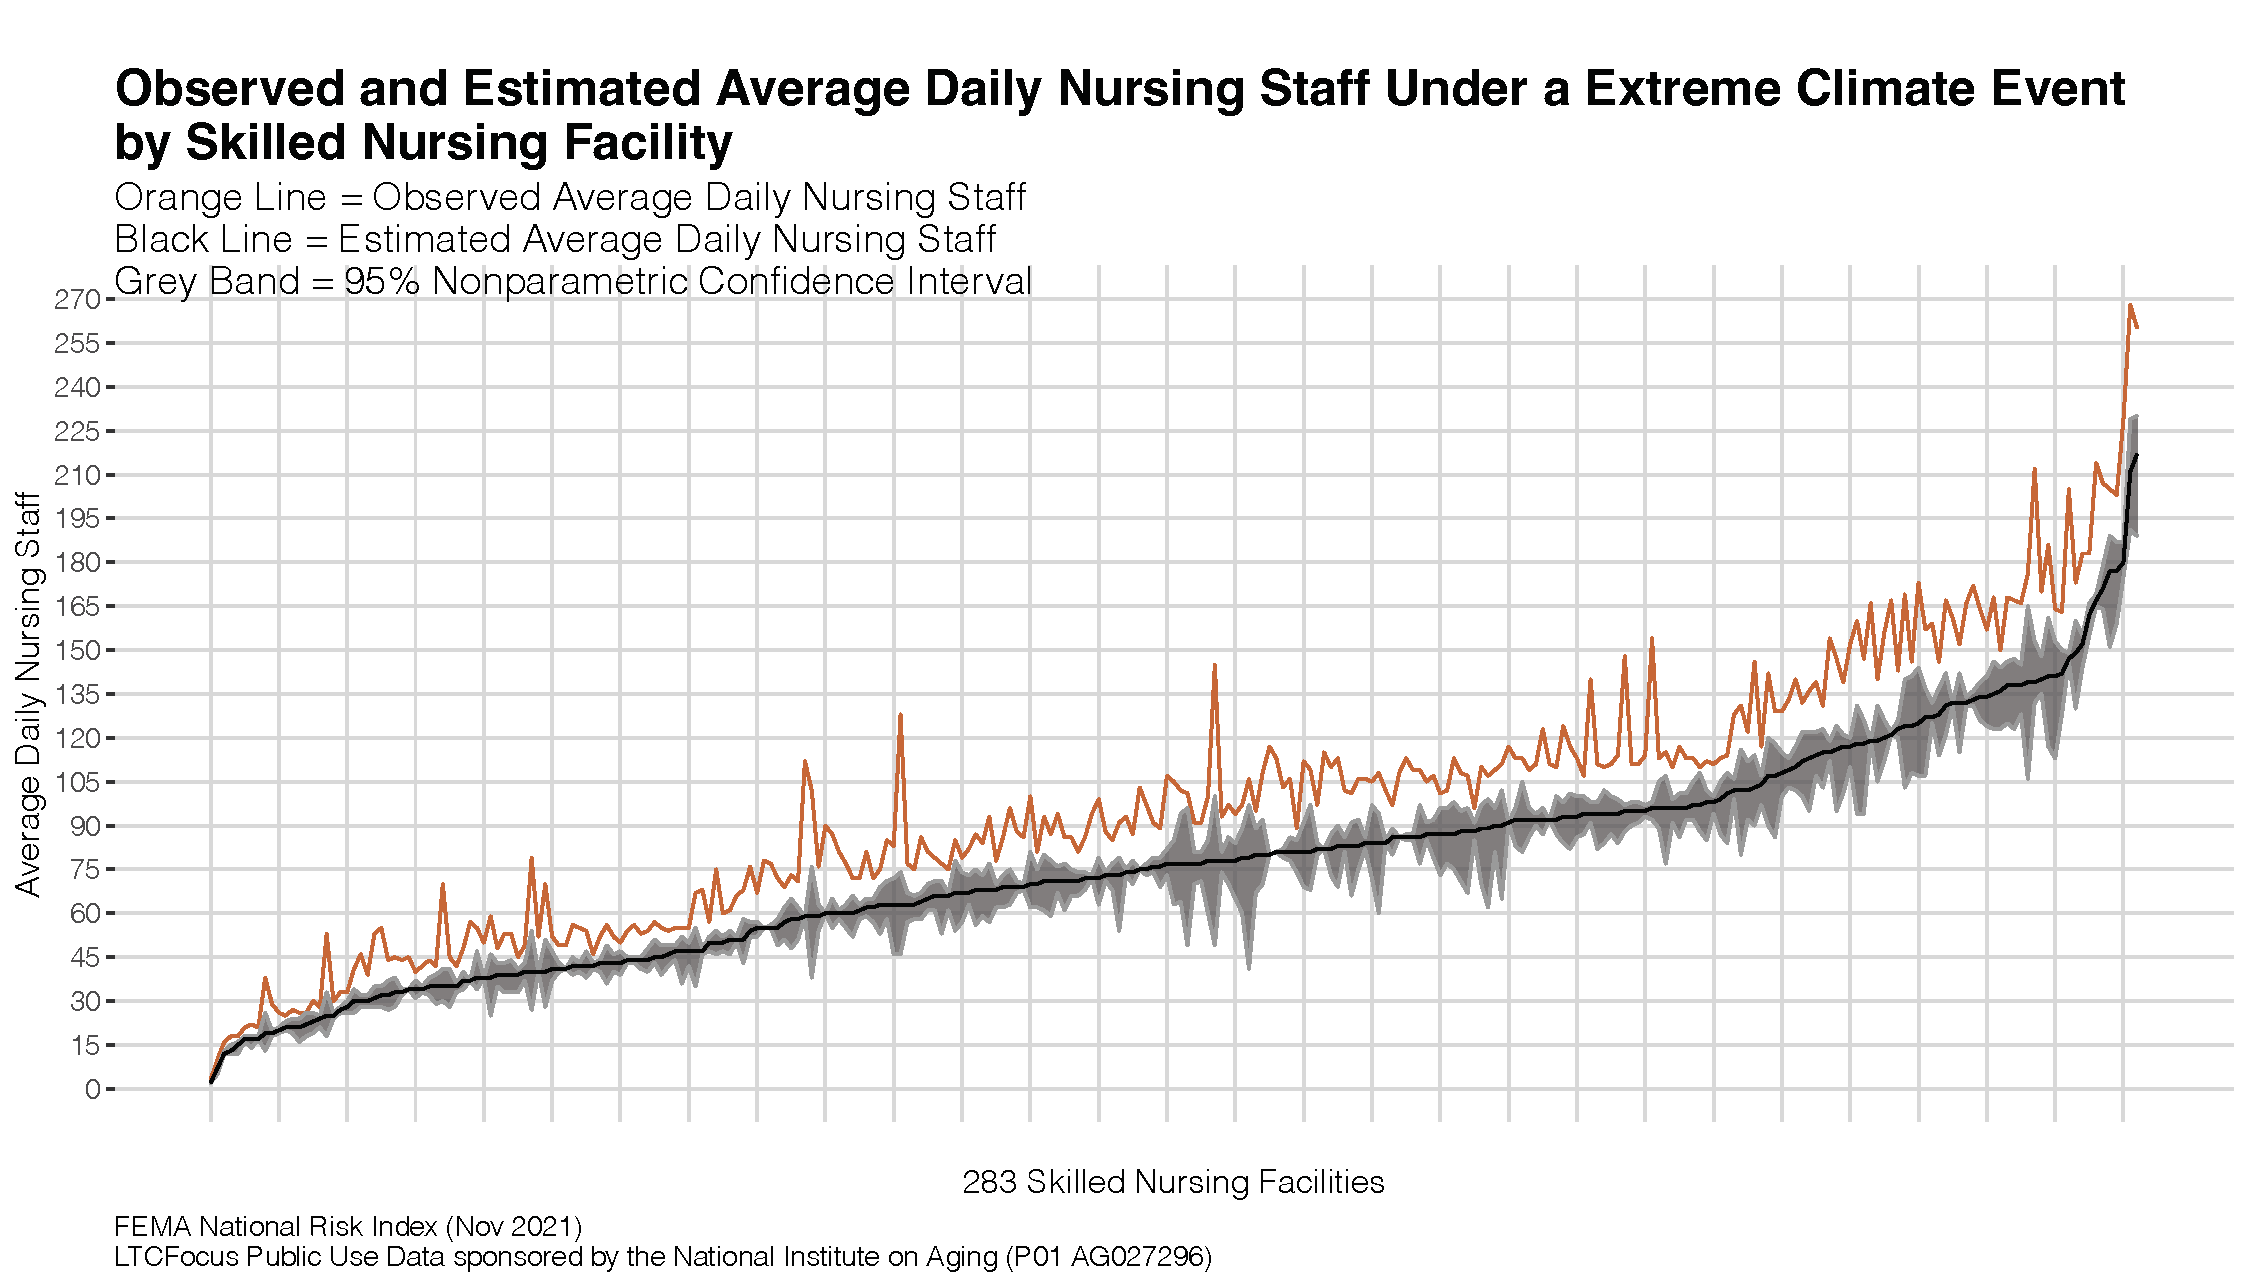 Observed and Estimated Average Daily Nursing Staff Under a Extreme Climate Event
by Skilled Nursing Facility
Orange Line = Observed Average Daily Nursing Staff
Black Line = Estimated Average Daily Nursing Staff
Grey Band = 95% Nonparametric Confidence Interval
270
255
240
225
210
195
180
165
150
135
120
105
90
75
60
45
30
15
0
Average Daily Nursing Staff
283 Skilled Nursing Facilities
FEMA National Risk Index (Nov 2021)
LTCFocus Public Use Data sponsored by the National Institute on Aging (P01 AG027296)